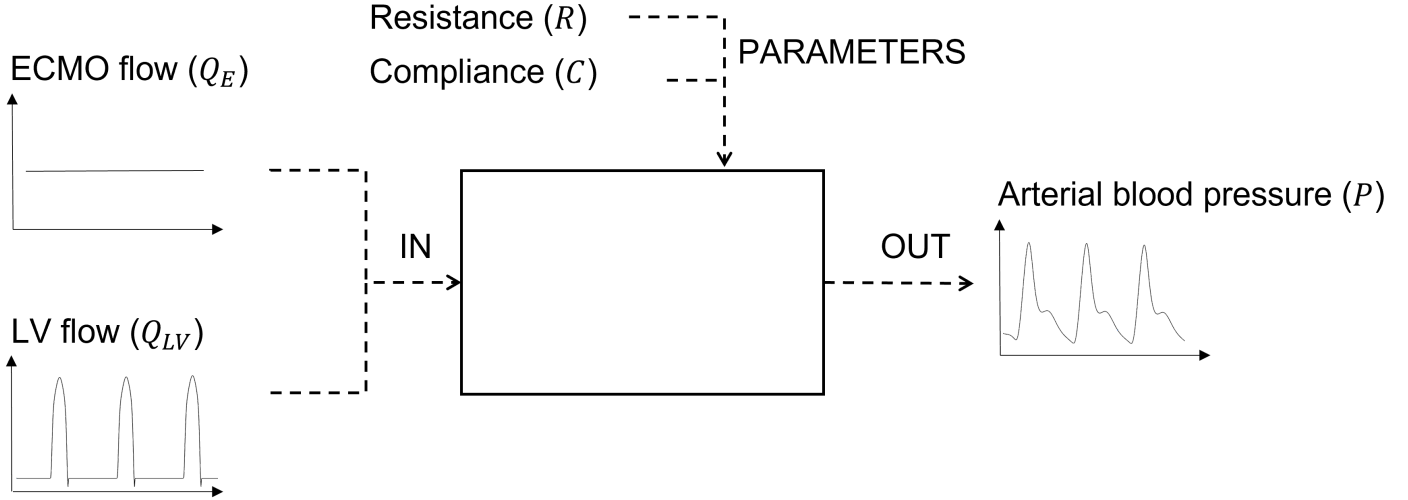 Resistance (R)
Compliance (C)
PARAMETERS
ECMO flow (Q_E)
IN
OUT
Arterial blood pressure (P)
LV flow (Q_LV)